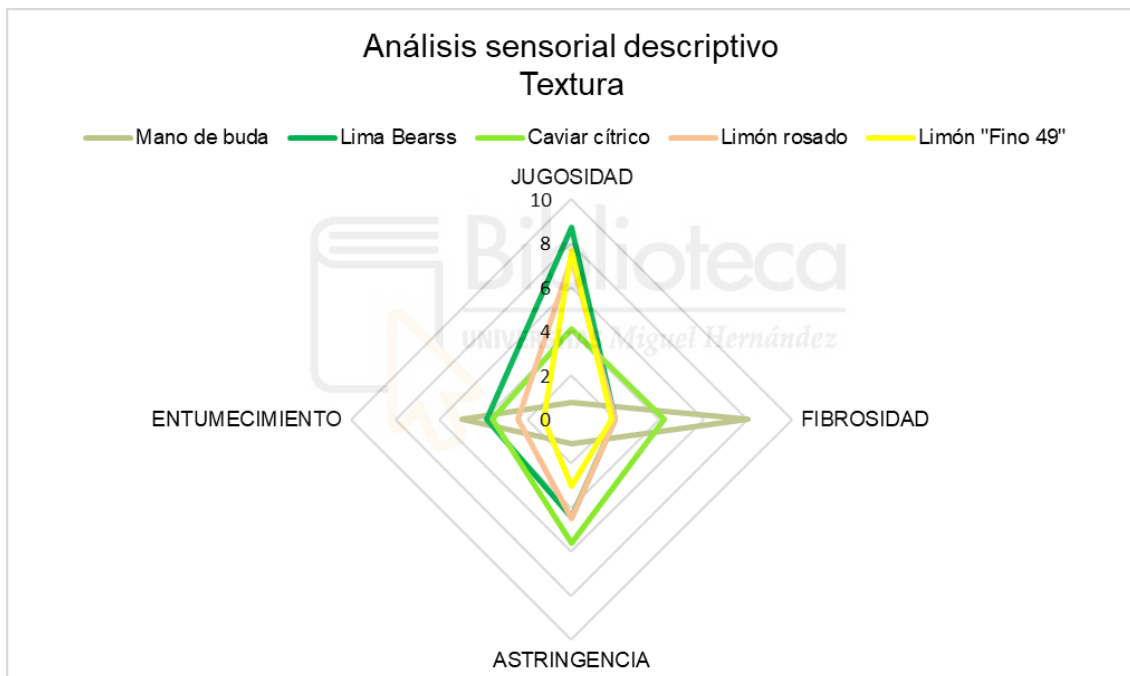 Análisis sensorial descriptivo
Textura
Mano de buda Lima Bearss Caviar cítrico Limón rosado Limón "Fino 49"
JUGOSIDAD
10
8
Biblioteca
6
UNIVERSITAS Miguel Hernández
4
2
ENTUMECIMIENTO 0 FIBROSIDAD
ASTRINGENCIA